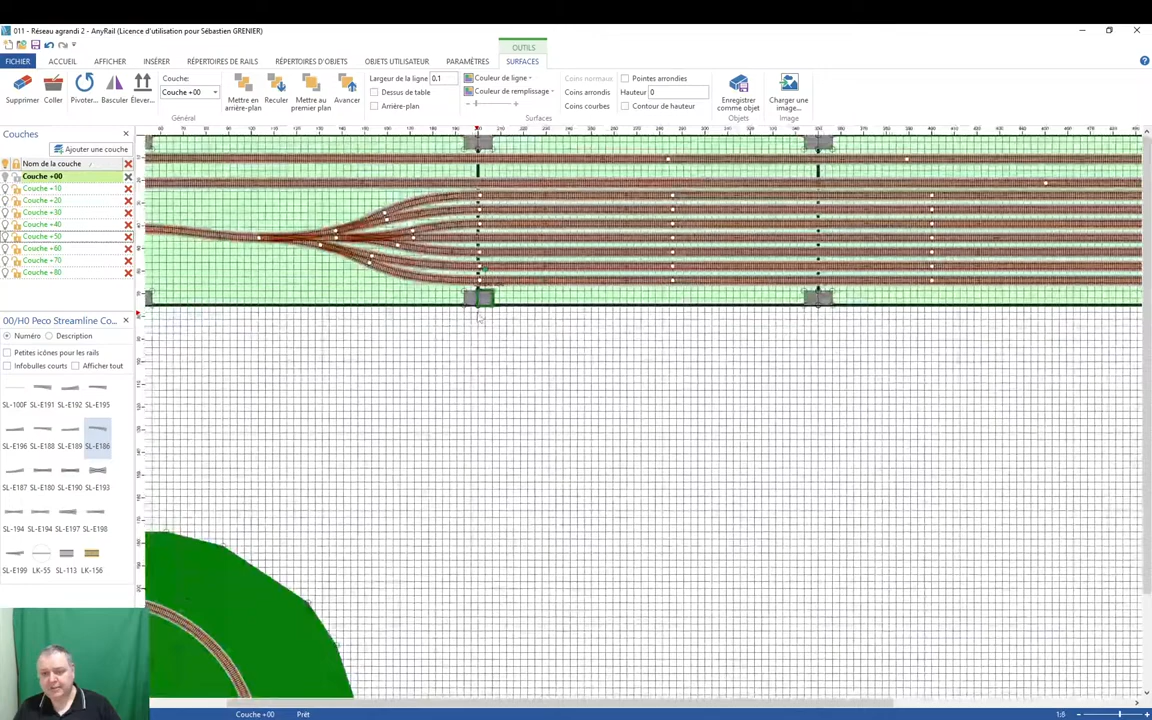 011 - Réseau agrandi 2 - AnyRail (Licence d'utilisation pour Sébastien GRENIER)
OUTILS
FICHIER ACCUEIL AFFICHER INSÉRER RÉPERTOIRES DE RAILS RÉPERTOIRES D'OBJETS OBJETS UTILISATEUR PARAMÈTRES SURFACES
Couche:
Largeur de la ligne 0,1
Couleur de ligne
Coins normaux
Pointes arrondies
Couche +00
Dessus de table
Couleur de remplissage
Coins arrondis
Hauteur 0
Supprimer Coller Pivoter... Basculer Élever...
Mettre en arrière-plan
Reculer
Mettre au premier plan
Avancer
Arrière-plan
Coins courbes
Contour de hauteur
Enregistrer comme objet
Charger une image...
Général
Surfaces
Objets
Image
Couches
Ajouter une couche
Nom de la couche
Couche +00
Couche +10
Couche +20
Couche +30
Couche +40
Couche +50
Couche +60
Couche +70
Couche +80
00/H0 Peco Streamline Co...
Numéro Description
Petites icônes pour les rails
Infobulles courts Afficher tout
SL-100F SL-E191 SL-E192 SL-E195
SL-E196 SL-E188 SL-E189 SL-E186
SL-E187 SL-E180 SL-E190 SL-E193
SL-194 SL-E194 SL-E197 SL-E198
SL-E199 LK-55 SL-113 LK-156
Couche +00 Prêt 1:6